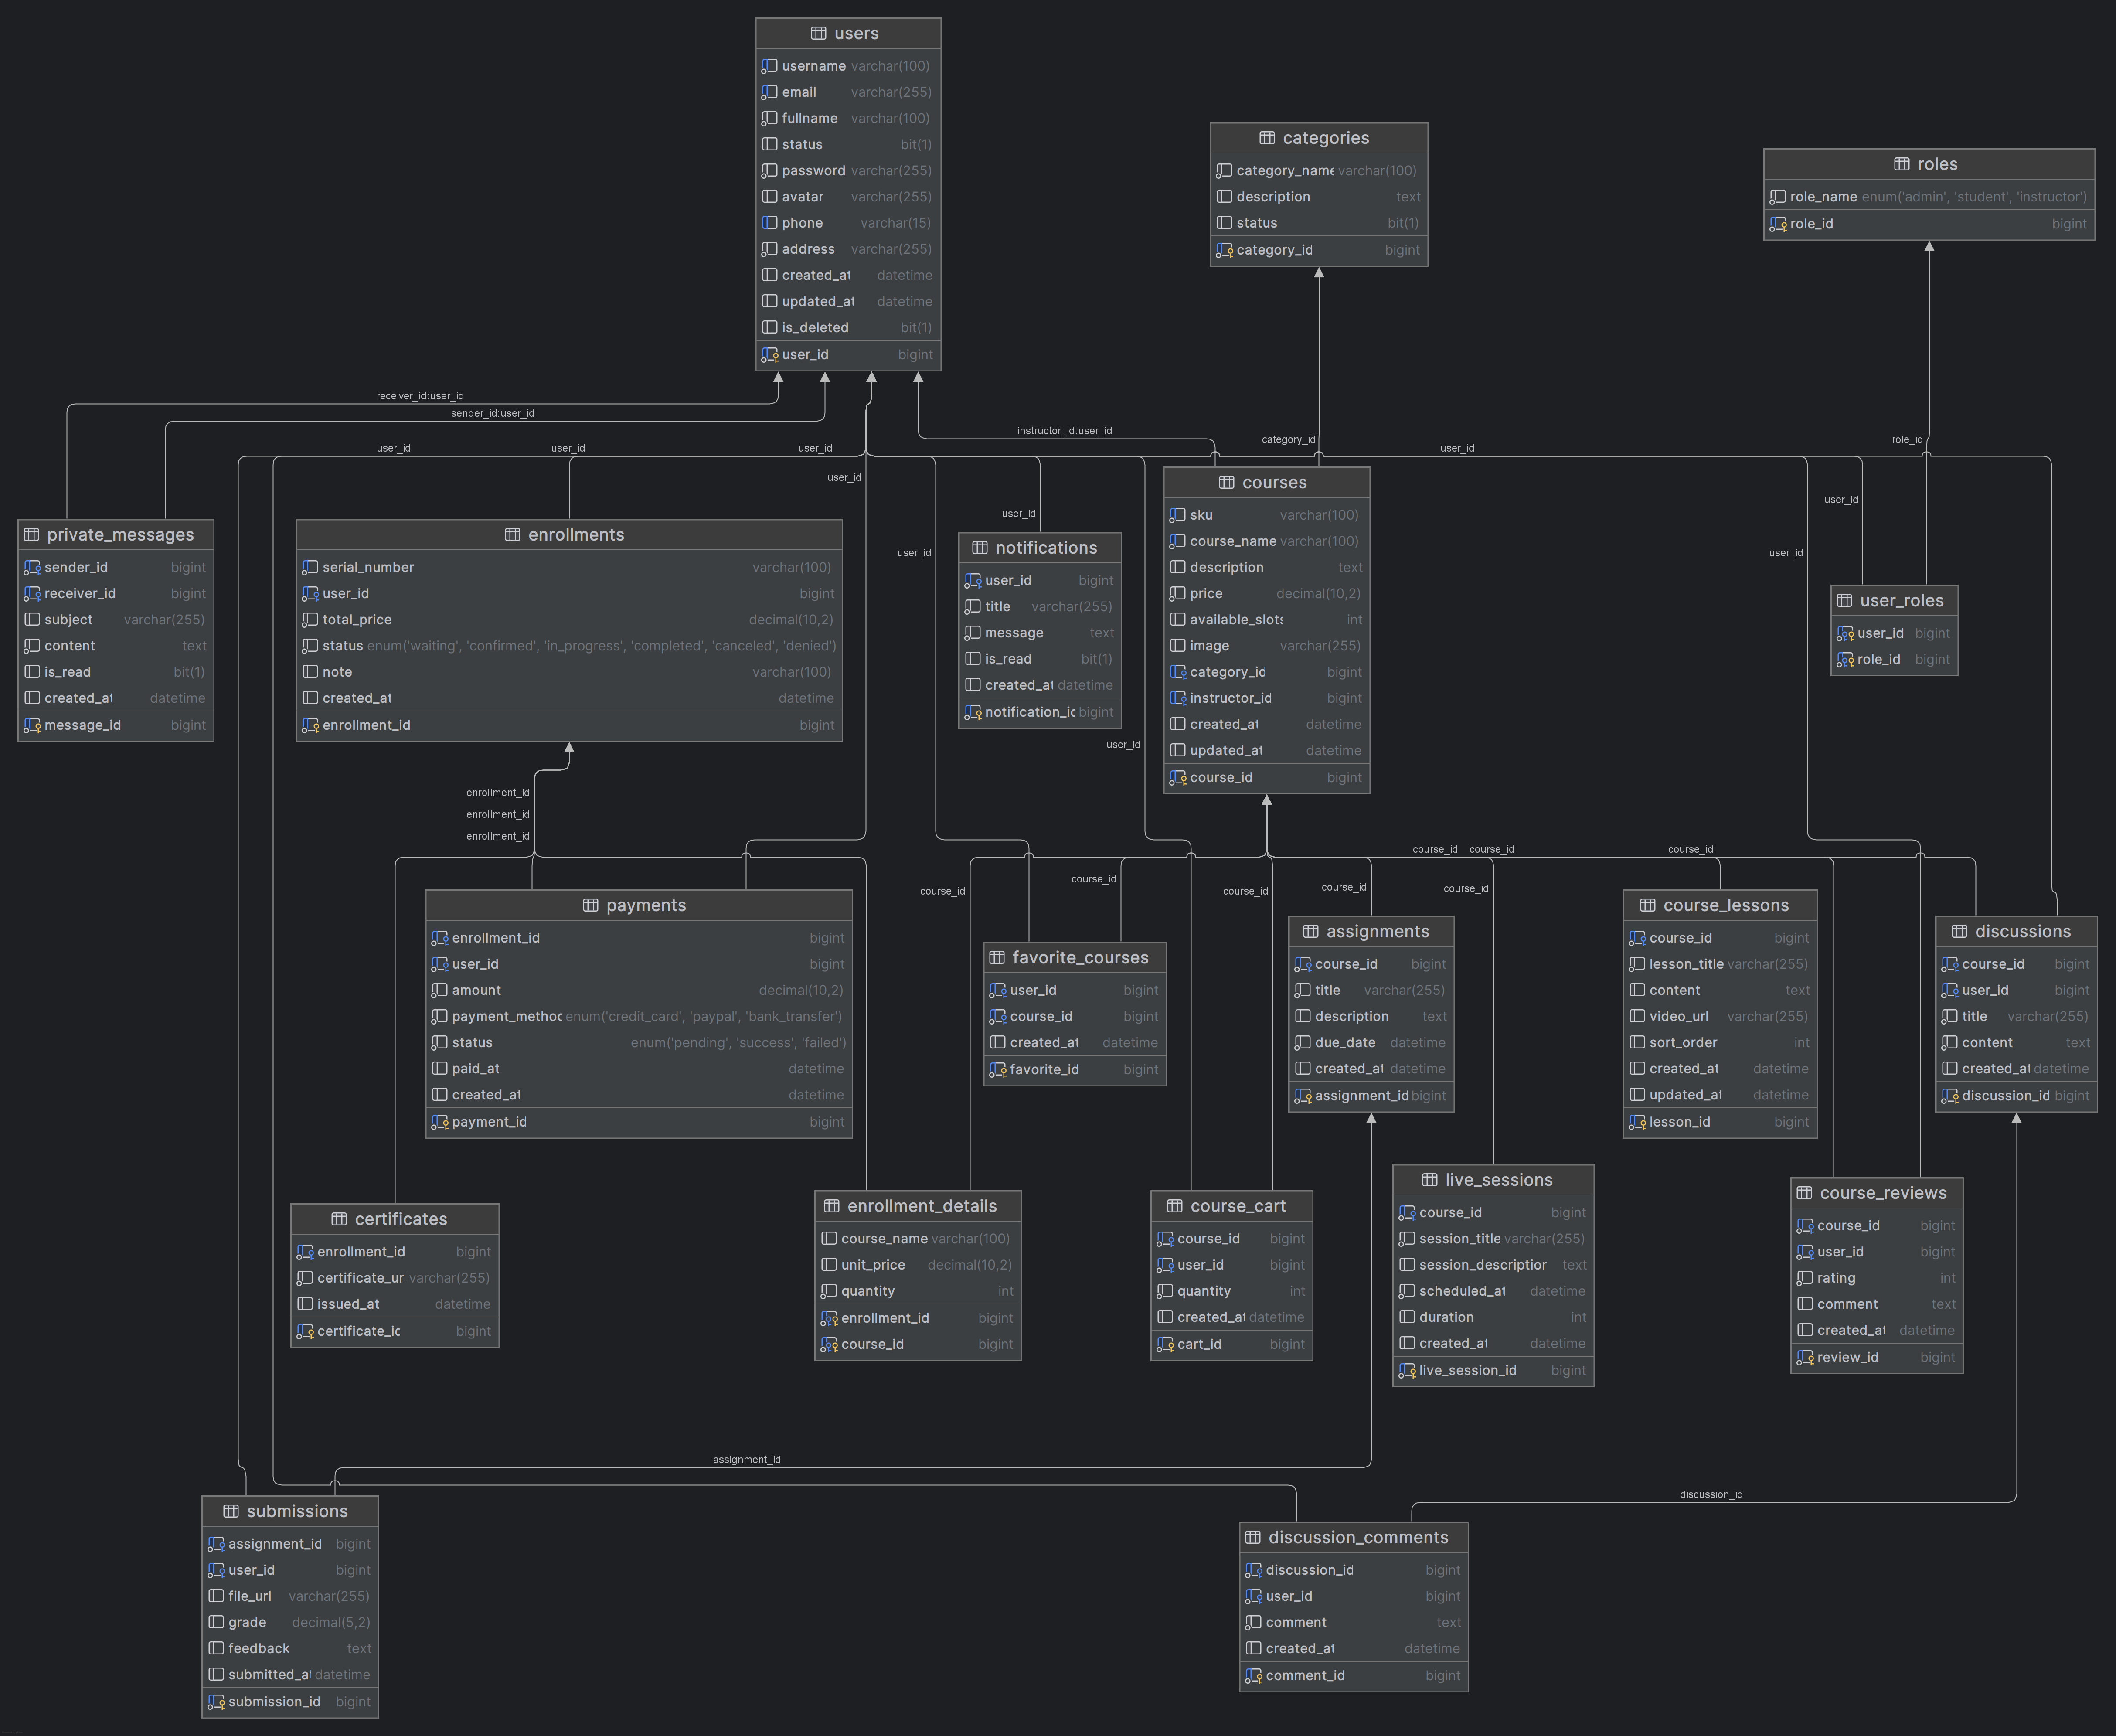 users
username varchar(100)
email varchar(255)
fullname varchar(100)
status bit(1)
password varchar(255)
avatar varchar(255)
phone varchar(15)
address varchar(255)
created_at datetime
updated_at datetime
is_deleted bit(1)
user_id bigint
categories
category_name varchar(100)
description text
status bit(1)
category_id bigint
roles
role_name enum('admin', 'student', 'instructor')
role_id bigint
receiver_id:user_id
sender_id:user_id
instructor_id:user_id
category_id
role_id
user_id
user_id
user_id
user_id
user_id
user_id
user_id
user_id
user_id
user_id
private_messages
sender_id bigint
receiver_id bigint
subject varchar(255)
content text
is_read bit(1)
created_at datetime
message_id bigint
enrollments
serial_number varchar(100)
user_id bigint
total_price decimal(10,2)
status enum('waiting', 'confirmed', 'in_progress', 'completed', 'canceled', 'denied')
note varchar(100)
created_at datetime
enrollment_id bigint
notifications
user_id bigint
title varchar(255)
message text
is_read bit(1)
created_at datetime
notification_id bigint
courses
sku varchar(100)
course_name varchar(100)
description text
price decimal(10,2)
available_slots int
image varchar(255)
category_id bigint
instructor_id bigint
created_at datetime
updated_at datetime
course_id bigint
user_roles
user_id bigint
role_id bigint
enrollment_id
enrollment_id
enrollment_id
course_id
course_id
course_id
course_id
course_id
course_id
course_id
course_id
payments
enrollment_id bigint
user_id bigint
amount decimal(10,2)
payment_method enum('credit_card', 'paypal', 'bank_transfer')
status enum('pending', 'success', 'failed')
paid_at datetime
created_at datetime
payment_id bigint
favorite_courses
user_id bigint
course_id bigint
created_at datetime
favorite_id bigint
assignments
course_id bigint
title varchar(255)
description text
due_date datetime
created_at datetime
assignment_id bigint
course_lessons
course_id bigint
lesson_title varchar(255)
content text
video_url varchar(255)
sort_order int
created_at datetime
updated_at datetime
lesson_id bigint
discussions
course_id bigint
user_id bigint
title varchar(255)
content text
created_at datetime
discussion_id bigint
certificates
enrollment_id bigint
certificate_url varchar(255)
issued_at datetime
certificate_id bigint
enrollment_details
course_name varchar(100)
unit_price decimal(10,2)
quantity int
enrollment_id bigint
course_id bigint
course_cart
course_id bigint
user_id bigint
quantity int
created_at datetime
cart_id bigint
live_sessions
course_id bigint
session_title varchar(255)
session_description text
scheduled_at datetime
duration int
created_at datetime
live_session_id bigint
course_reviews
course_id bigint
user_id bigint
rating int
comment text
created_at datetime
review_id bigint
assignment_id
discussion_id
submissions
assignment_id bigint
user_id bigint
file_url varchar(255)
grade decimal(5,2)
feedback text
submitted_at datetime
submission_id bigint
discussion_comments
discussion_id bigint
user_id bigint
comment text
created_at datetime
comment_id bigint